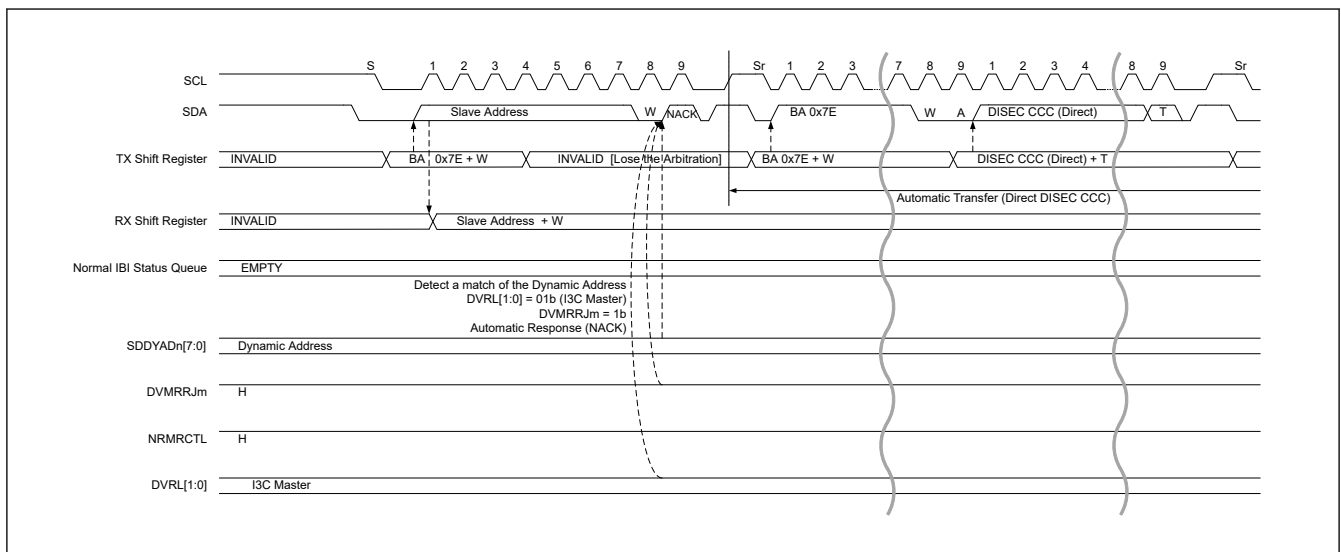 S 1 2 3 4 5 6 7 8 9 Sr 1 2 3 7 8 9 1 2 3 4 8 9 Sr
SCL
SDA Slave Address W NACK BA 0x7E W A DISEC CCC (Direct) T
TX Shift Register INVALID BA 0x7E + W INVALID [Lose the Arbitration] BA 0x7E + W DISEC CCC (Direct) + T
Automatic Transfer (Direct DISEC CCC)
RX Shift Register INVALID Slave Address + W
Normal IBI Status Queue EMPTY
Detect a match of the Dynamic Address
DVRL[1:0] = 01b (I3C Master)
DVMRRJm = 1b
Automatic Response (NACK)
SDDYADn[7:0] Dynamic Address
DVMRRJm H
NRMRCTL H
DVRL[1:0] I3C Master